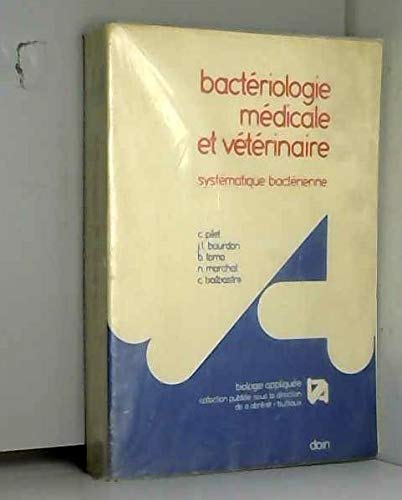 bactériologie
médicale
et vétérinaire
systématique bactérienne
c. pilet
j.l. bourdon
b. toma
n. marchal
c. balbastre
biologie appliquée
collection publiée sous la direction
de
doin